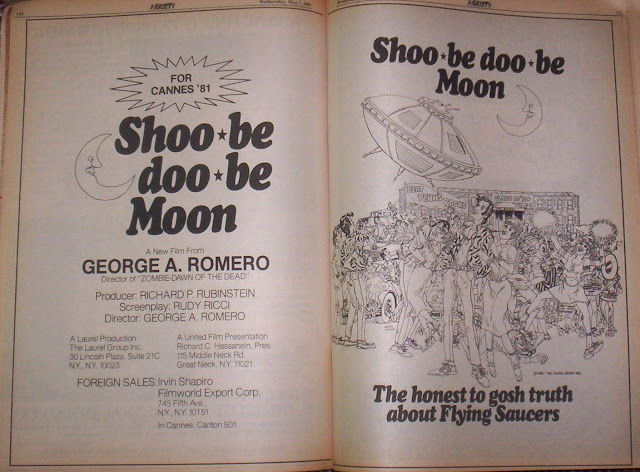 VARIETY
FOR
CANNES '81
Shoo★be
doo★be
Moon
A New Film From
GEORGE A. ROMERO
Director of "ZOMBIE-DAWN OF THE DEAD"
Producer: RICHARD P. RUBINSTEIN
Screenplay: RUDY RICCI
Director: GEORGE A. ROMERO
A Laurel Production
The Laurel Group Inc.
30 Lincoln Plaza, Suite 21C
N.Y., N.Y. 10023
A United Film Presentation
Richard C. Hassanein, Pres.
115 Middle Neck Rd.
Great Neck, N.Y. 11021
FOREIGN SALES: Irvin Shapiro
Filmworld Export Corp.
745 Fifth Ave.,
N.Y., N.Y. 10151
In Cannes: Carlton 501
VARIETY
Shoo★be doo★be
Moon
The honest to gosh truth
about Flying Saucers